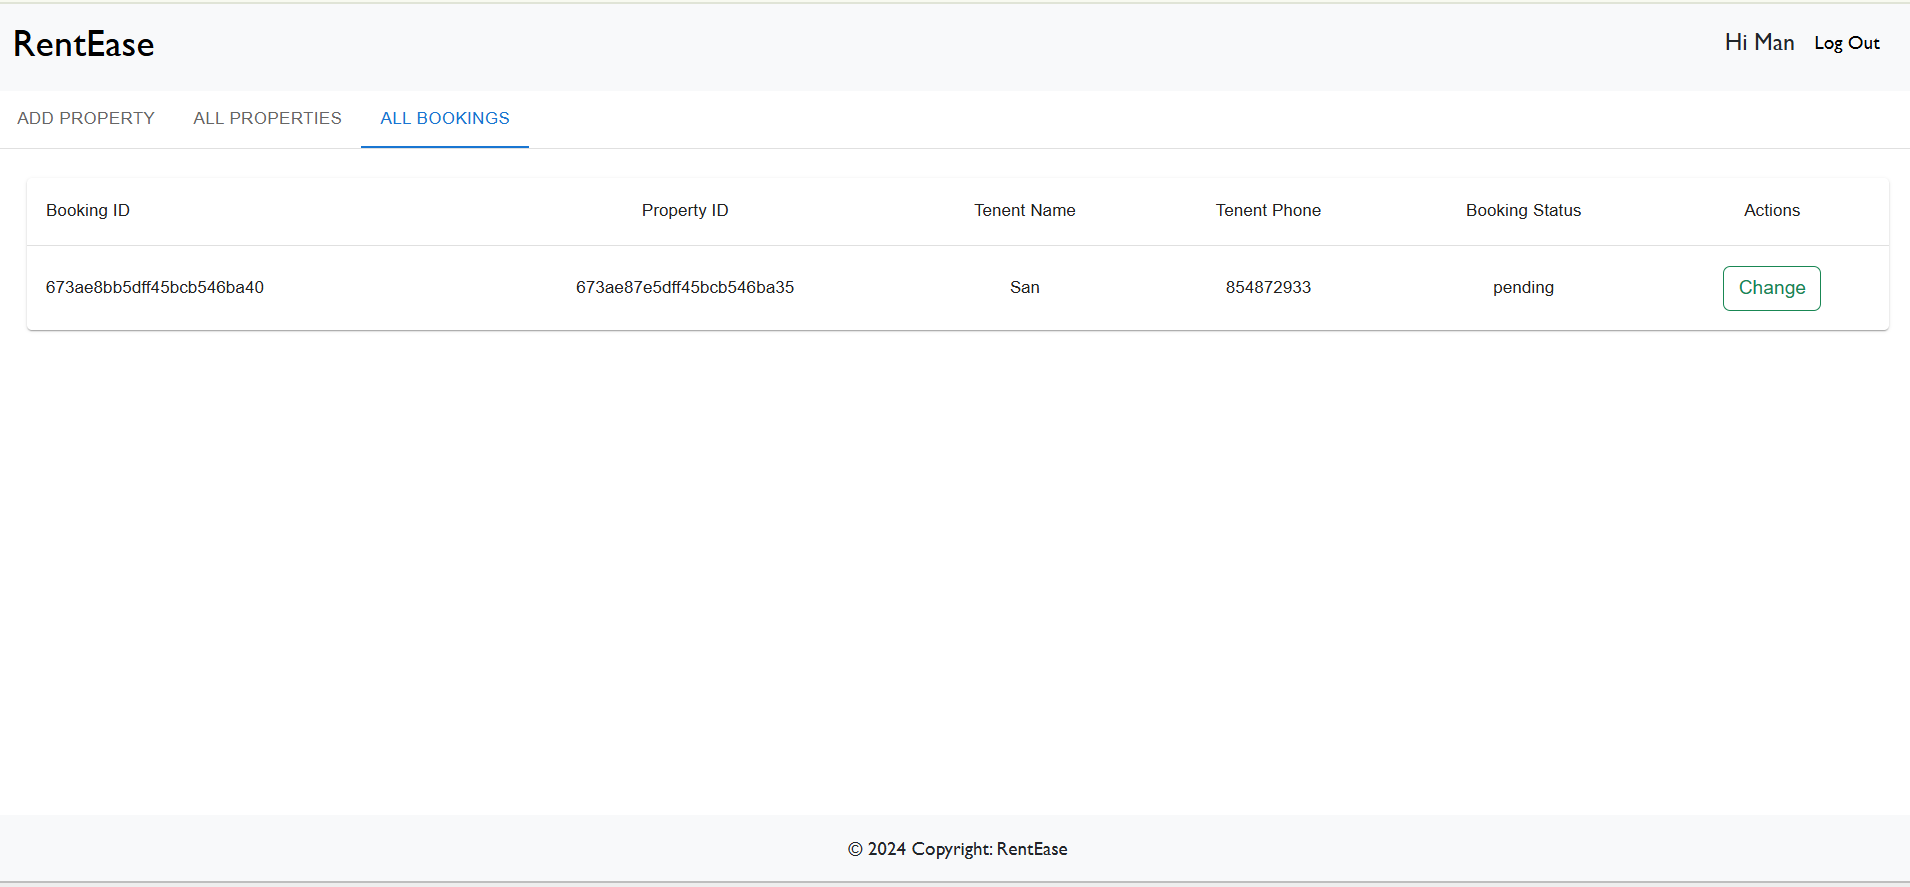 RentEase
Hi Man Log Out
ADD PROPERTY ALL PROPERTIES ALL BOOKINGS
Booking ID Property ID Tenent Name Tenent Phone Booking Status Actions
673ae8bb5dff45bcb546ba40 673ae87e5dff45bcb546ba35 San 854872933 pending Change
© 2024 Copyright: RentEase